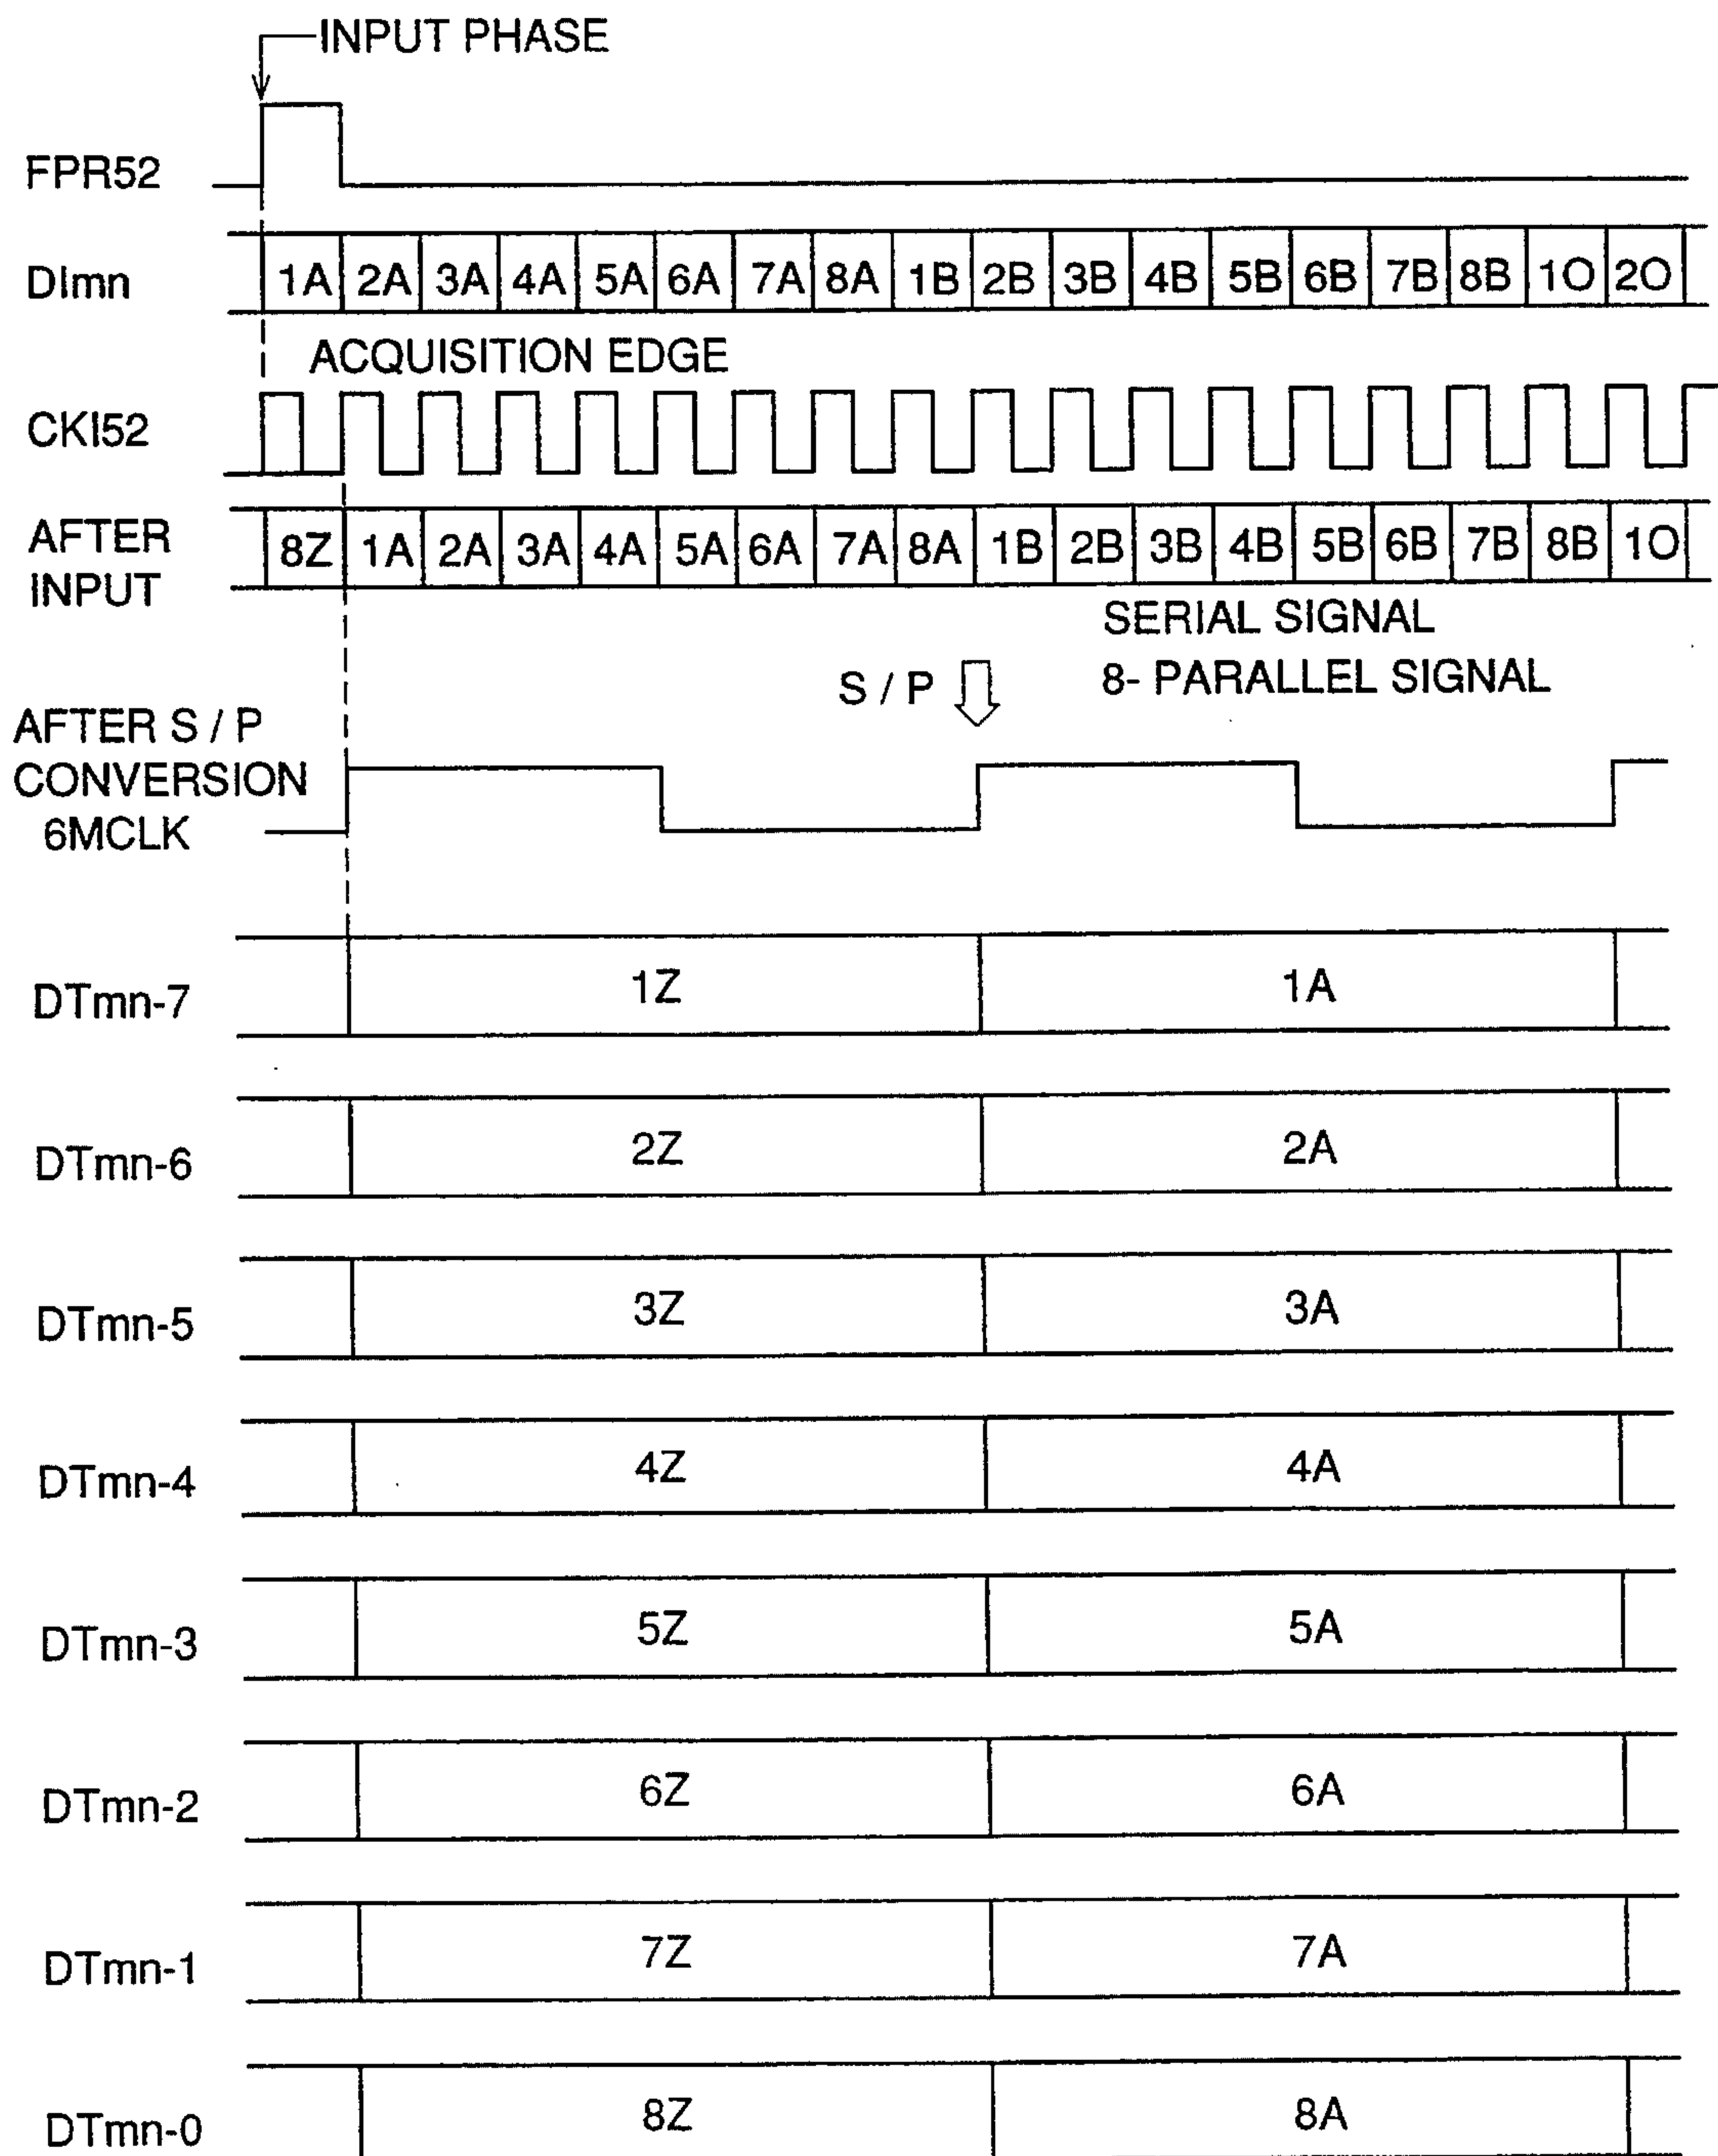 INPUT PHASE
FPR52
DImn 1A 2A 3A 4A 5A 6A 7A 8A 1B 2B 3B 4B 5B 6B 7B 8B 1O 2O
ACQUISITION EDGE
CKI52
AFTER INPUT 8Z 1A 2A 3A 4A 5A 6A 7A 8A 1B 2B 3B 4B 5B 6B 7B 8B 1O
SERIAL SIGNAL
S / P 8- PARALLEL SIGNAL
AFTER S / P
CONVERSION
6MCLK
DTmn-7 1Z 1A
DTmn-6 2Z 2A
DTmn-5 3Z 3A
DTmn-4 4Z 4A
DTmn-3 5Z 5A
DTmn-2 6Z 6A
DTmn-1 7Z 7A
DTmn-0 8Z 8A